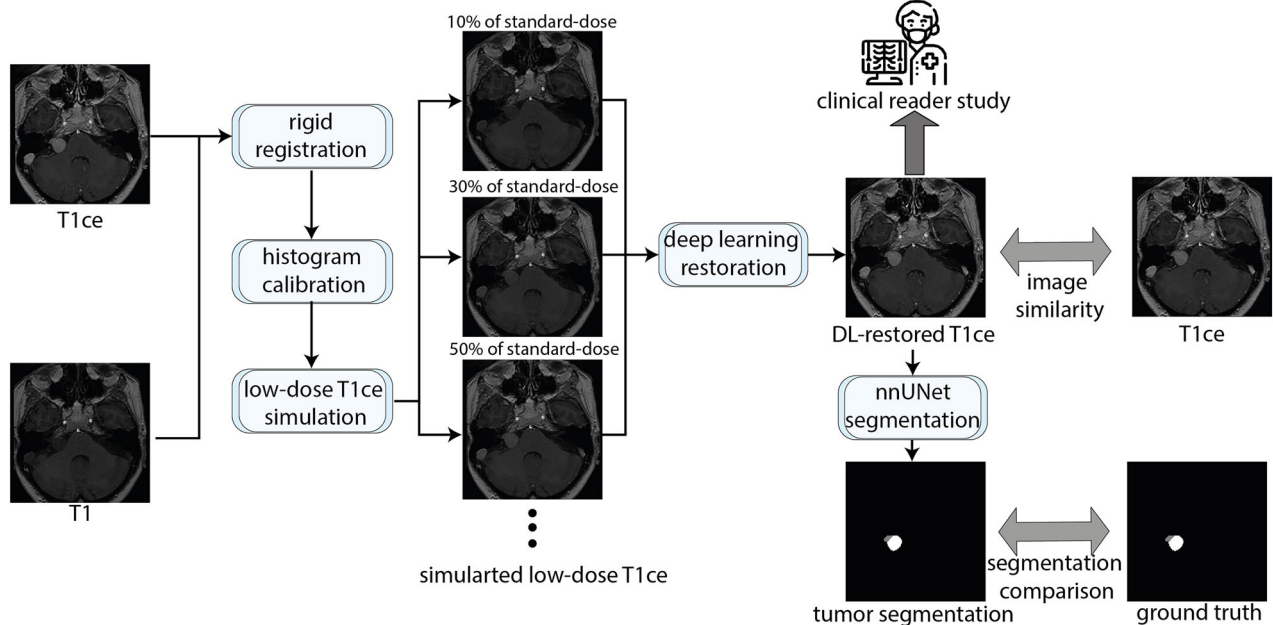 10% of standard-dose
T1ce
T1
rigid
registration
histogram
calibration
low-dose T1ce
simulation
30% of standard-dose
50% of standard-dose
simularted low-dose T1ce
deep learning
restoration
clinical reader study
DL-restored T1ce
image
similarity
T1ce
nnUNet
segmentation
tumor segmentation
segmentation
comparison
ground truth